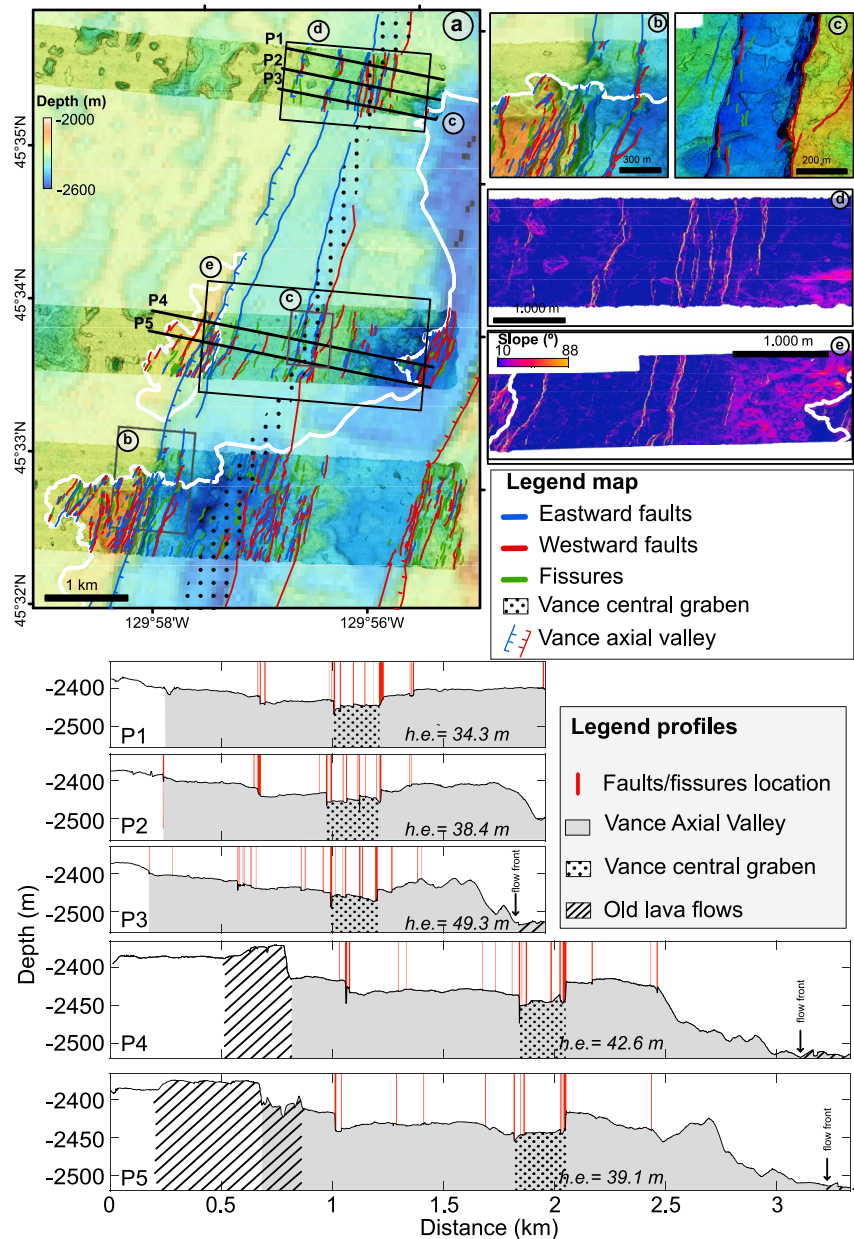 a
b
c
d
P1
P2
P3
c
Depth (m)
-2000
-2600
45°35'N
45°34'N
45°33'N
45°32'N
e
c
P4
P5
b
1 km
129°58'W
129°56'W
300 m
200 m
d
1.000 m
Slope (º)
10
88
1.000 m
e
Legend map
Eastward faults
Westward faults
Fissures
Vance central graben
Vance axial valley
-2400
-2500
P1
h.e.= 34.3 m
-2400
-2500
P2
h.e.= 38.4 m
-2400
-2500
P3
h.e.= 49.3 m
flow front
Legend profiles
Faults/fissures location
Vance Axial Valley
Vance central graben
Old lava flows
Depth (m)
-2400
-2450
-2500
P4
h.e.= 42.6 m
flow front
-2400
-2450
-2500
P5
h.e.= 39.1 m
flow front
0
0.5
1
1.5
2
2.5
3
Distance (km)